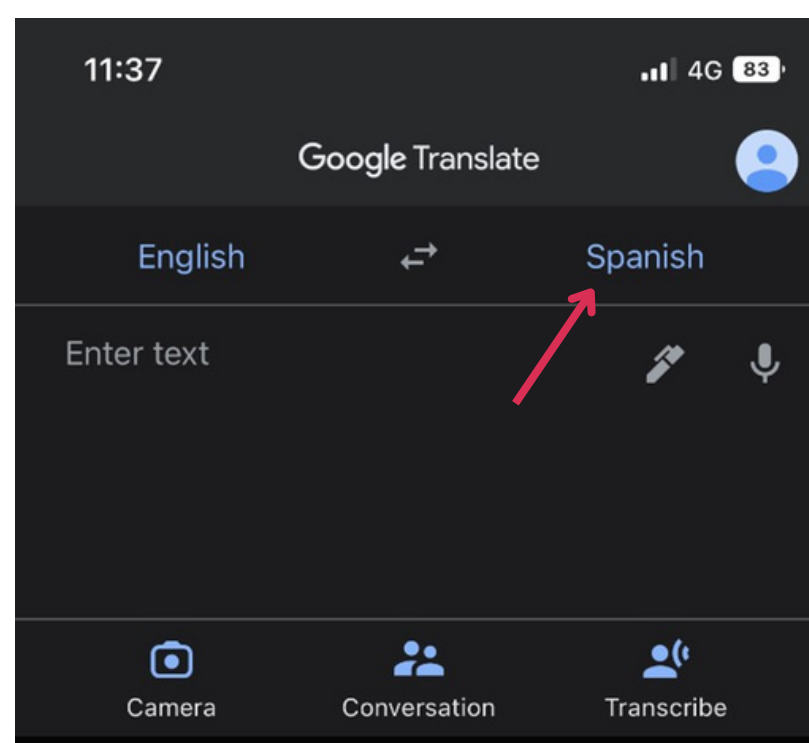 11:37 4G 83
Google Translate
English Spanish
Enter text
Camera Conversation Transcribe